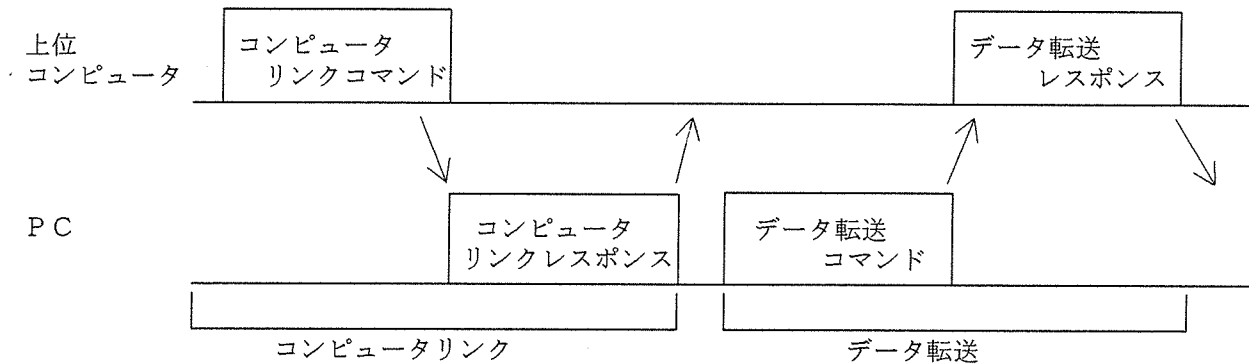 上位
コンピュータ
コンピュータ
リンクコマンド
データ転送
レスポンス
ＰＣ
コンピュータ
リンクレスポンス
データ転送
コマンド
コンピュータリンク
データ転送